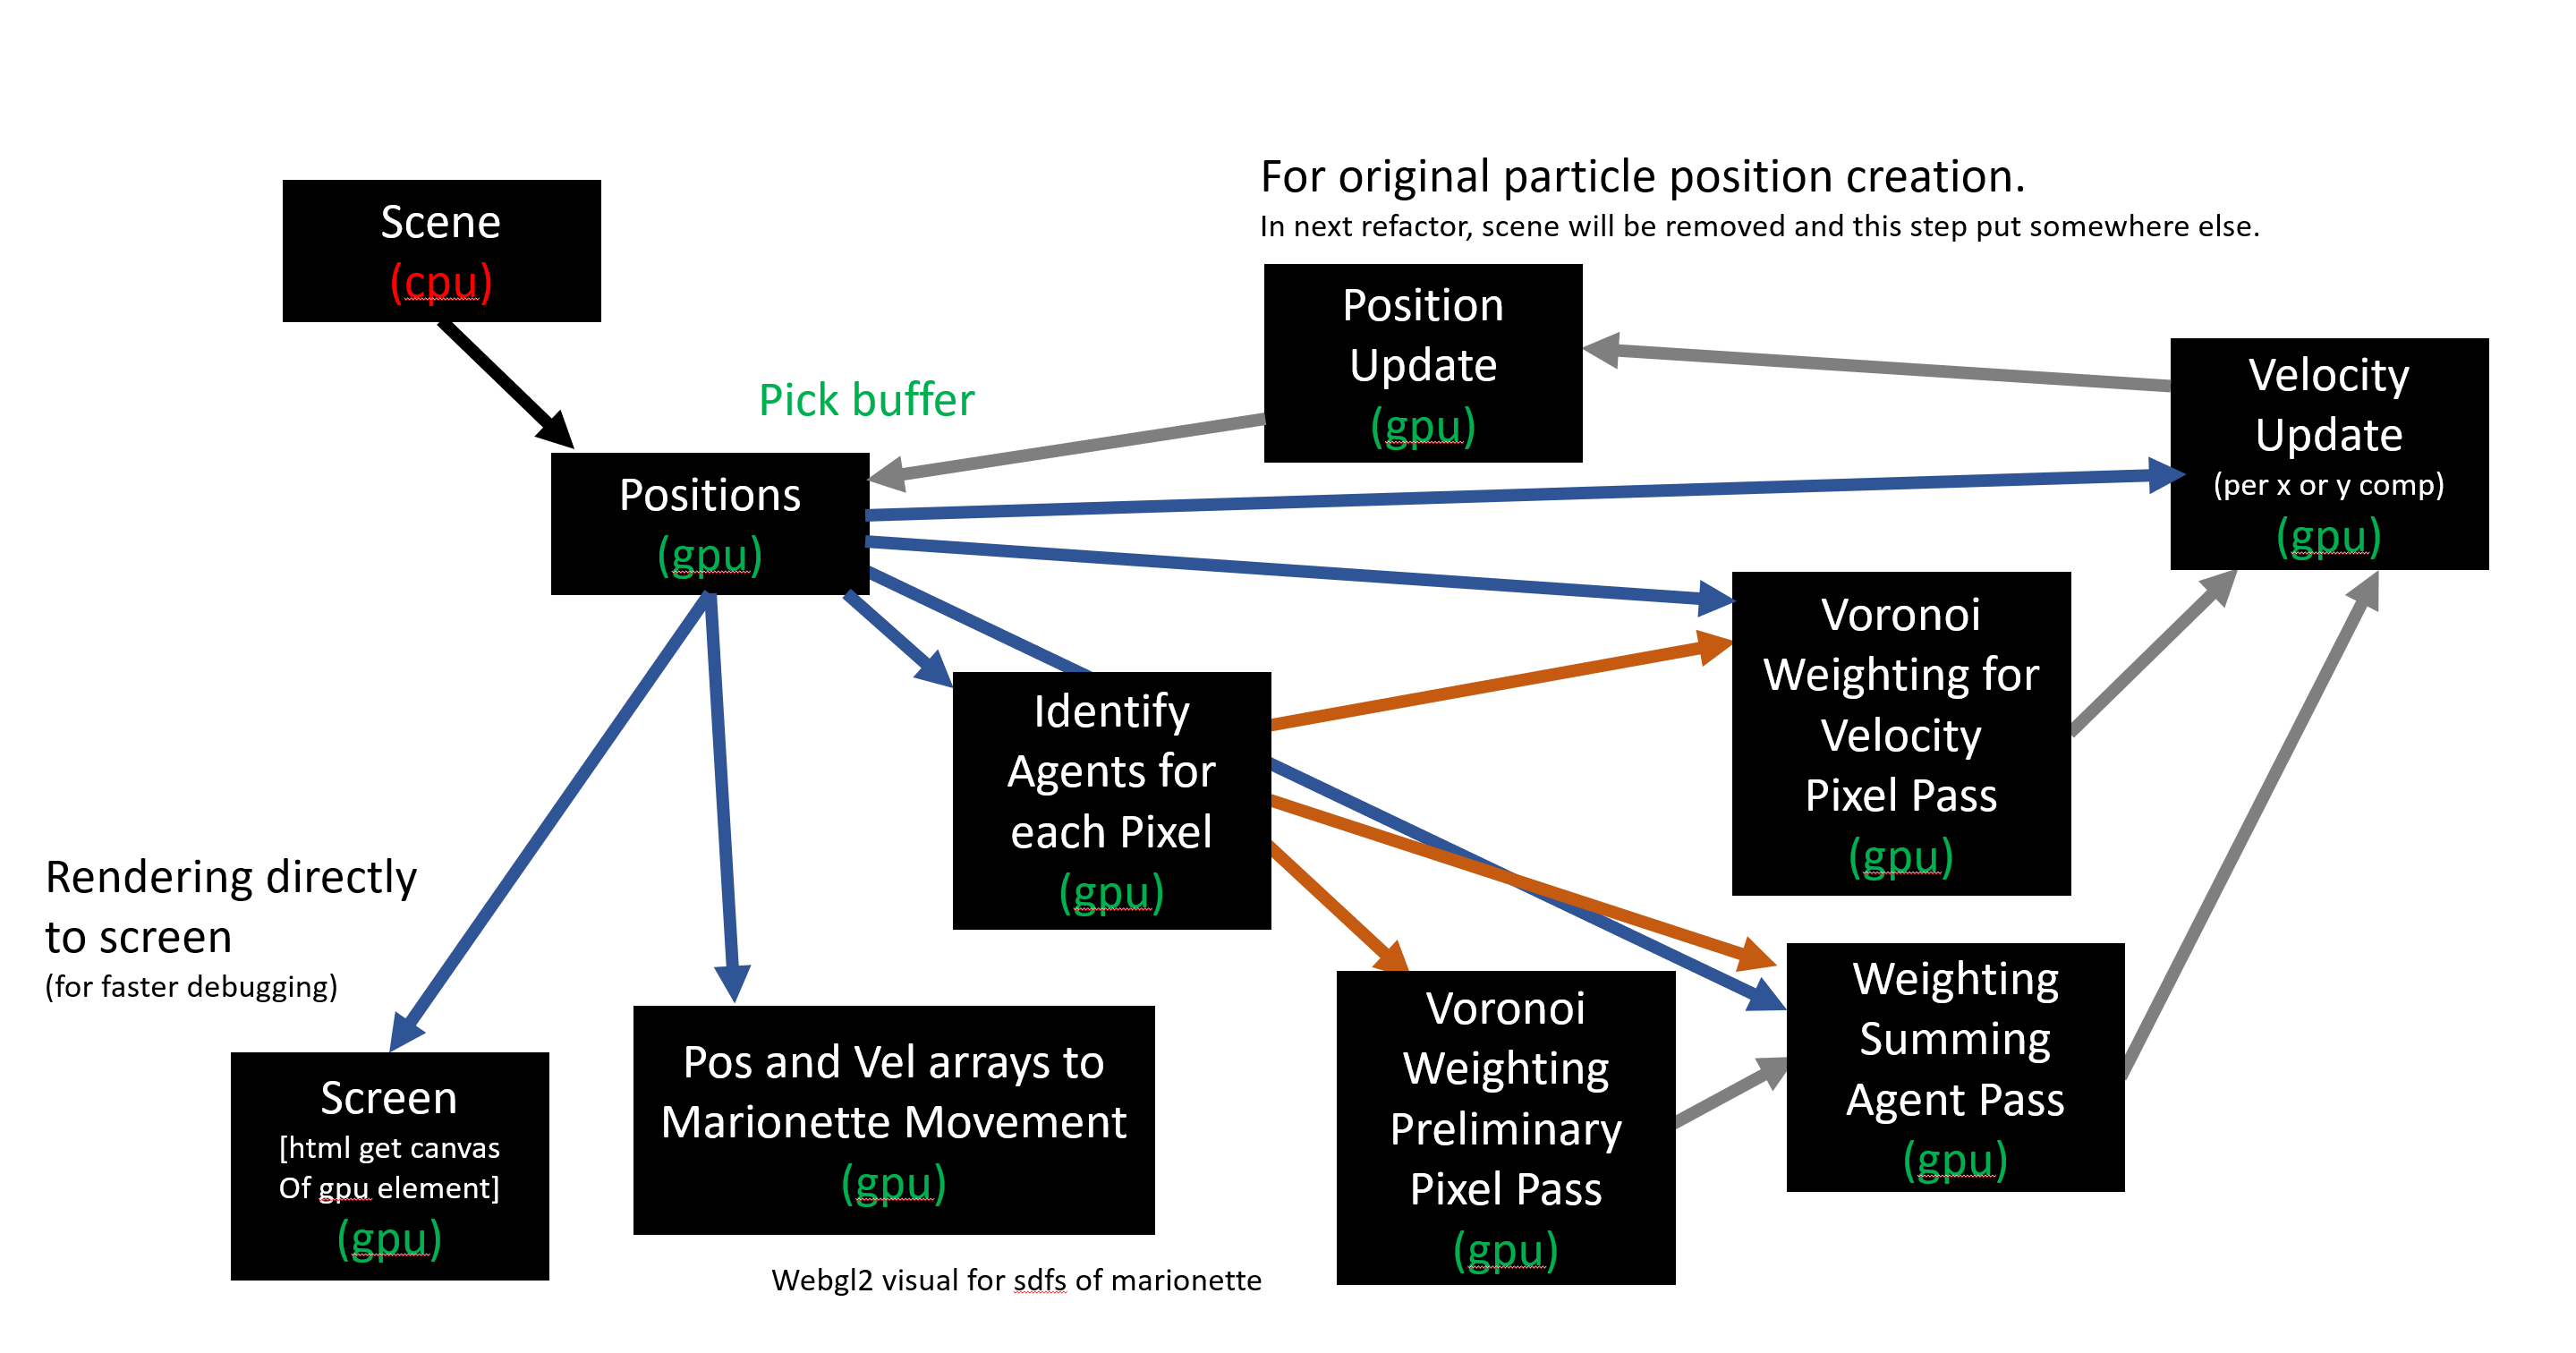 For original particle position creation.
In next refactor, scene will be removed and this step put somewhere else.
Scene
(cpu)
Position
Update
(gpu)
Velocity
Update
(per x or y comp)
(gpu)
Pick buffer
Positions
(gpu)
Voronoi
Weighting for
Velocity
Pixel Pass
(gpu)
Identify
Agents for
each Pixel
(gpu)
Rendering directly
to screen
(for faster debugging)
Screen
[html get canvas
Of gpu element]
(gpu)
Pos and Vel arrays to
Marionette Movement
(gpu)
Webgl2 visual for sdfs of marionette
Voronoi
Weighting
Preliminary
Pixel Pass
(gpu)
Weighting
Summing
Agent Pass
(gpu)